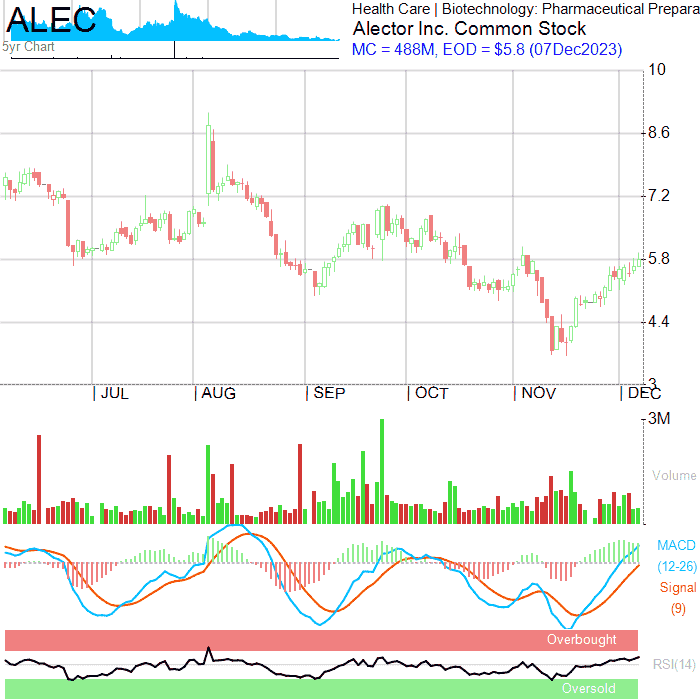 ALEC
Health Care | Biotechnology: Pharmaceutical Prepara
Alector Inc. Common Stock
MC = 488M, EOD = $5.8 (07Dec2023)
5yr Chart
10
8.6
7.2
5.8
4.4
3
JUL
AUG
SEP
OCT
NOV
DEC
3M
Volume
MACD
(12-26)
Signal
(9)
Overbought
RSI(14)
Oversold